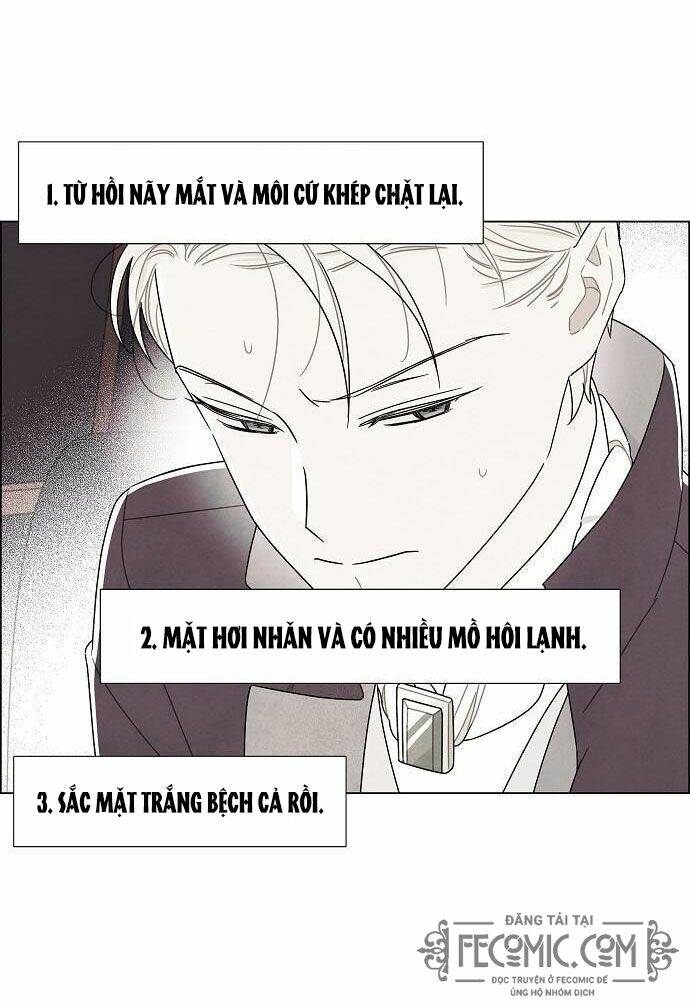 1. TỪ HỒI NÃY MẮT VÀ MÔI CỨ KHÉP CHẶT LẠI.
2. MẶT HƠI NHĂN VÀ CÓ NHIỀU MỒ HÔI LẠNH.
3. SẮC MẶT TRẮNG BỆCH CẢ RỒI.
ĐĂNG TẢI TẠI
FECOMIC.COM
ĐỌC TRUYỆN Ở FECOMIC ĐỂ
ỦNG HỘ NHÓM DỊCH